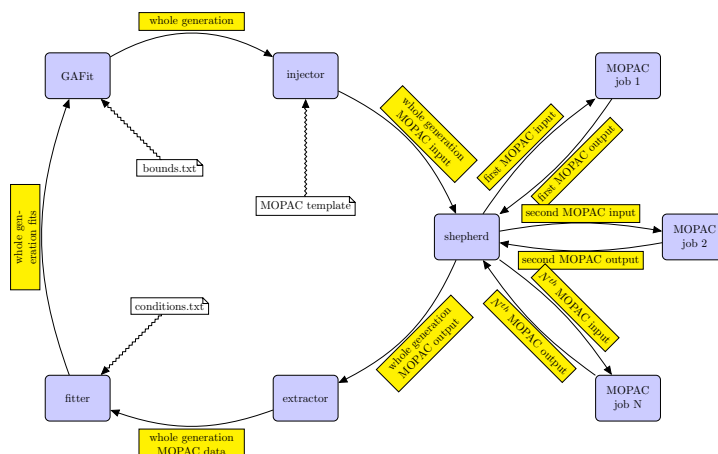 whole generation
GAFit
injector
MOPAC
job 1
whole generation
MOPAC input
first MOPAC input
first MOPAC output
bounds.txt
MOPAC template
whole gen-
eration fits
second MOPAC input
shepherd
MOPAC
job 2
second MOPAC output
conditions.txt
Nth MOPAC input
Nth MOPAC output
whole generation
MOPAC output
fitter
extractor
MOPAC
job N
whole generation
MOPAC data